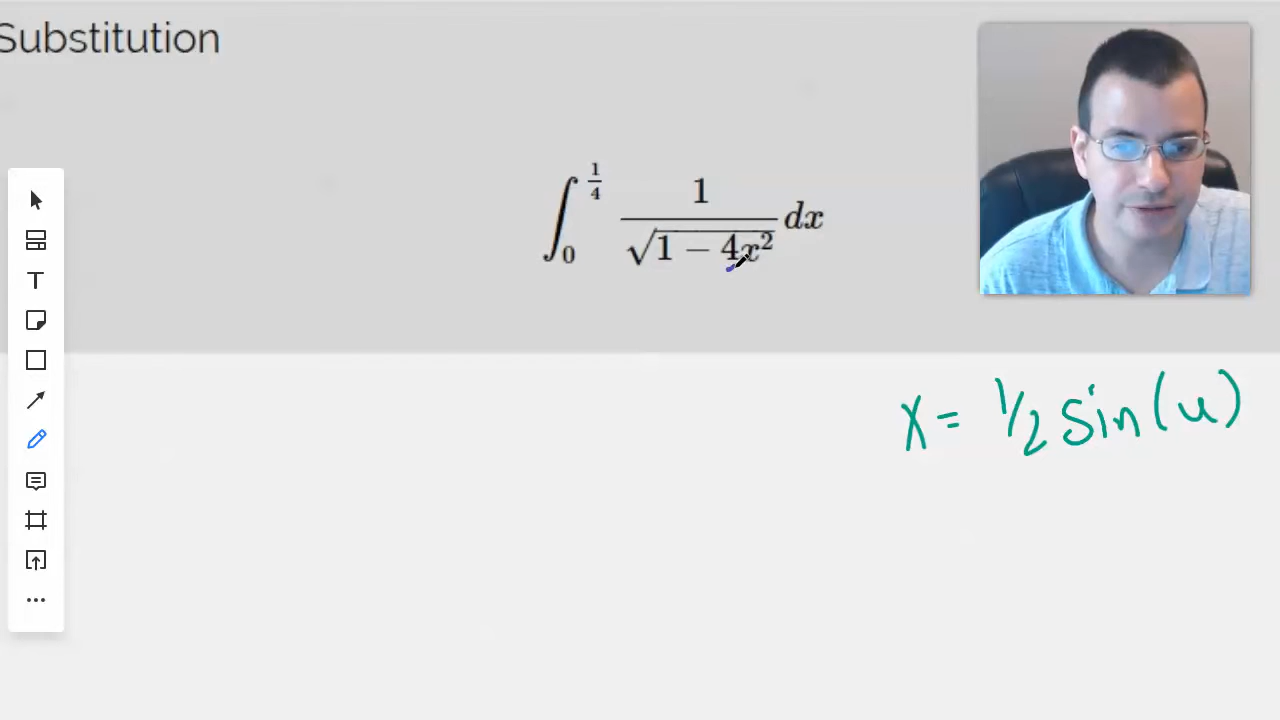 Substitution
∫₀^{1/4} 1/√(1 − 4x²) dx
x = 1/2 sin(u)
T